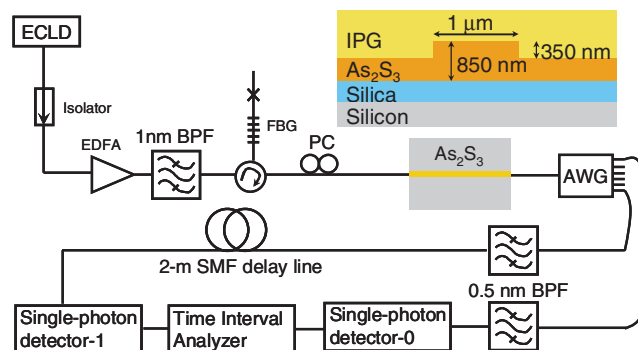 ECLD
Isolator
EDFA
1nm BPF
FBG
PC
IPG
1 μm
350 nm
As₂S₃
850 nm
Silica
Silicon
As₂S₃
AWG
2-m SMF delay line
0.5 nm BPF
Single-photon
detector-1
Time Interval
Analyzer
Single-photon
detector-0